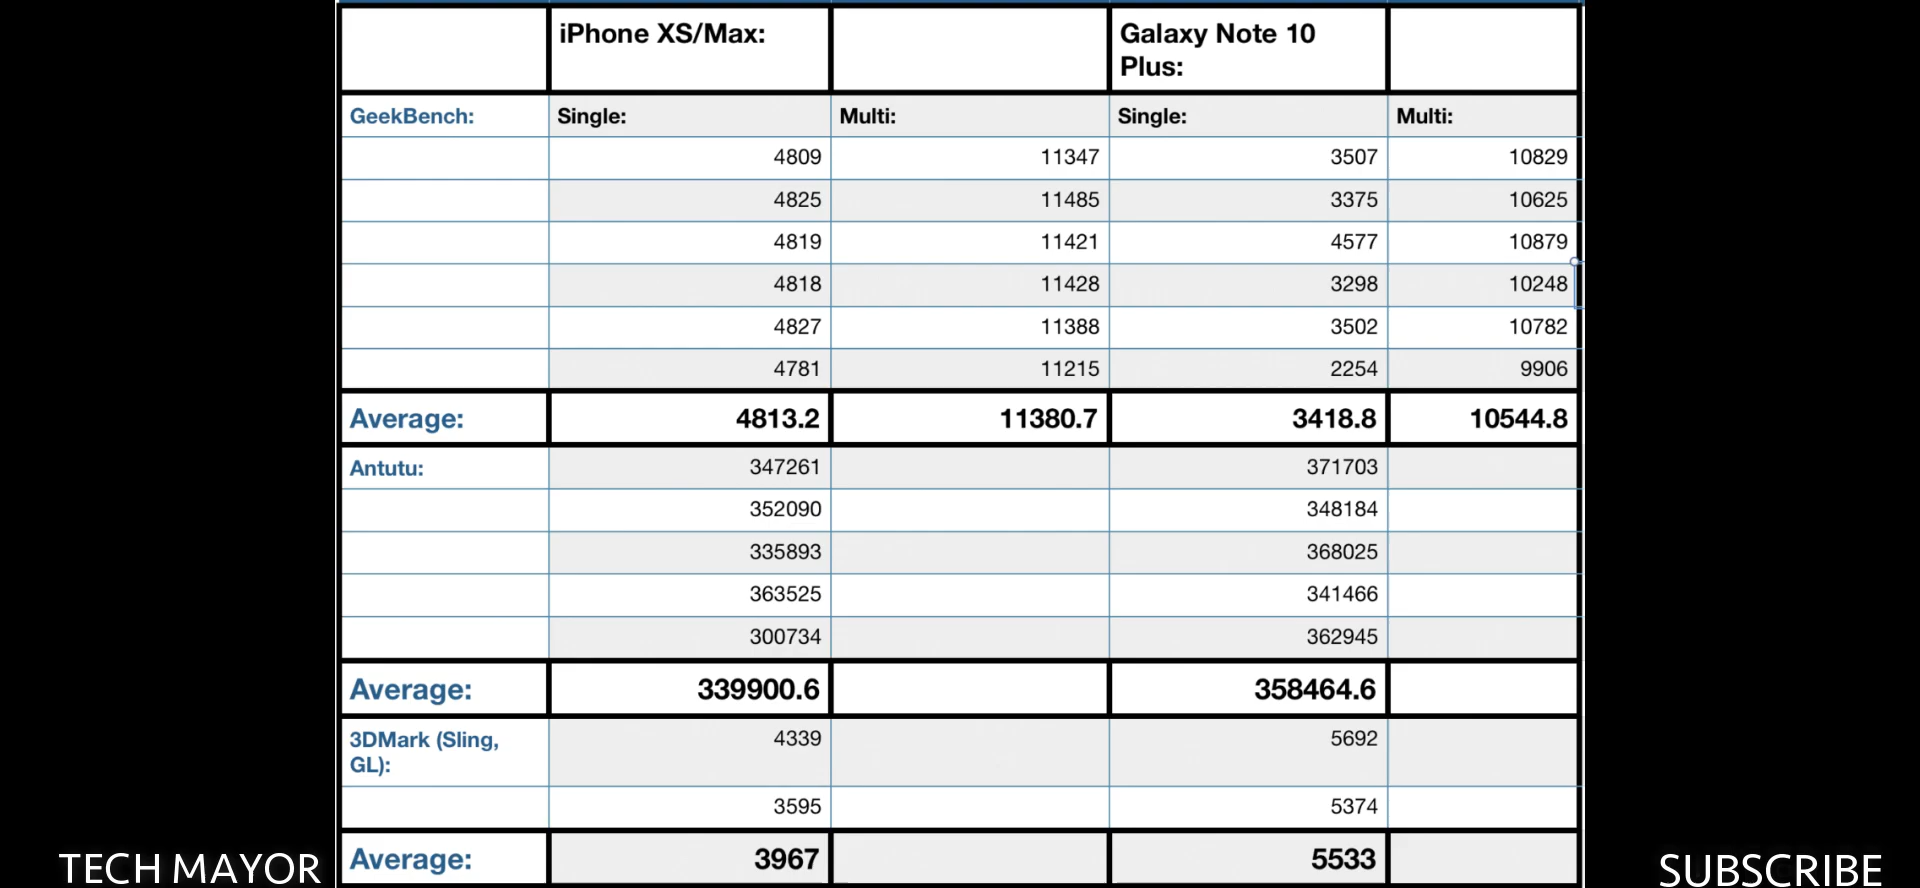 iPhone XS/Max: Galaxy Note 10
Plus:
GeekBench: Single: Multi: Single: Multi:
4809 11347 3507 10829
4825 11485 3375 10625
4819 11421 4577 10879
4818 11428 3298 10248
4827 11388 3502 10782
4781 11215 2254 9906
Average: 4813.2 11380.7 3418.8 10544.8
Antutu: 347261 371703
352090 348184
335893 368025
363525 341466
300734 362945
Average: 339900.6 358464.6
3DMark (Sling, 4339 5692
GL):
3595 5374
Average: 3967 5533
TECH MAYOR SUBSCRIBE